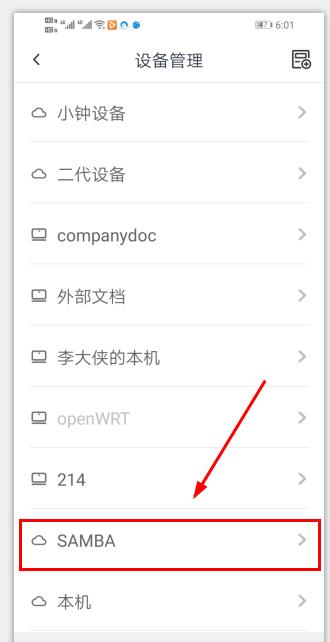 6:01
设备管理
小钟设备
二代设备
companydoc
外部文档
李大侠的本机
openWRT
214
SAMBA
本机